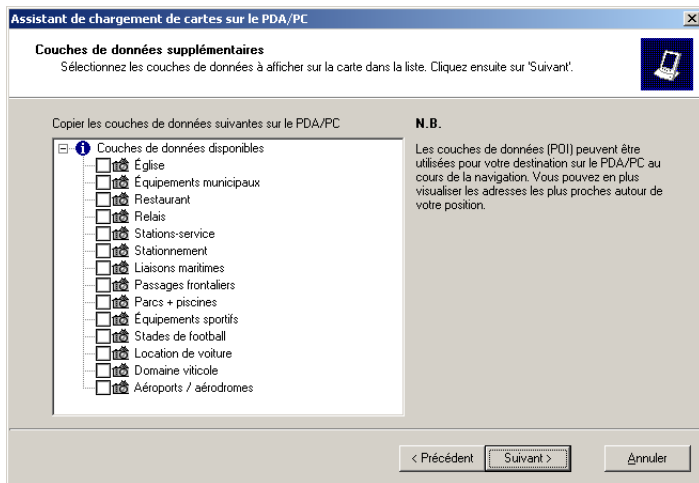 Assistant de chargement de cartes sur le PDA/PC
Couches de données supplémentaires
Sélectionnez les couches de données à afficher sur la carte dans la liste. Cliquez ensuite sur 'Suivant'.
Copier les couches de données suivantes sur le PDA/PC
Couches de données disponibles
Église
Équipements municipaux
Restaurant
Relais
Stations-service
Stationnement
Liaisons maritimes
Passages frontaliers
Parcs + piscines
Équipements sportifs
Stades de football
Location de voiture
Domaine viticole
Aéroports / aérodromes
N.B.
Les couches de données (POI) peuvent être
utilisées pour votre destination sur le PDA/PC au
cours de la navigation. Vous pouvez en plus
visualiser les adresses les plus proches autour de
votre position.
< Précédent
Suivant >
Annuler